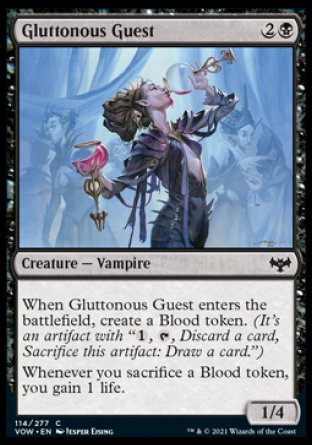 Gluttonous Guest 2
Creature — Vampire
When Gluttonous Guest enters the
battlefield, create a Blood token. (It's
an artifact with “1, , Discard a card,
Sacrifice this artifact: Draw a card.”)
Whenever you sacrifice a Blood token,
you gain 1 life.
1/4
114/277 C
VOW • EN Jesper Eising
™ & © 2021 Wizards of the Coast